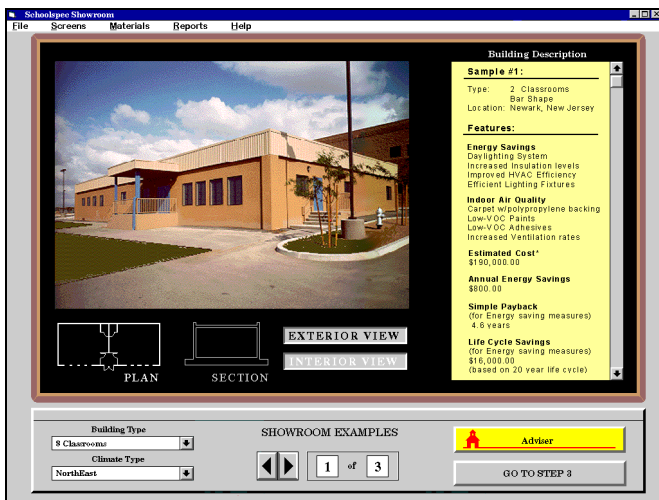 Schoolspec Showroom
File Screens Materials Reports Help
Building Description
Sample #1:
Type: 2 Classrooms
Bar Shape
Location: Newark, New Jersey
Features:
Energy Savings
Daylighting System
Increased Insulation levels
Improved HVAC Efficiency
Efficient Lighting Fixtures
Indoor Air Quality
Carpet w/polypropylene backing
Low-VOC Paints
Low-VOC Adhesives
Increased Ventilation rates
Estimated Cost*
$190,000.00
Annual Energy Savings
$800.00
Simple Payback
(for Energy saving measures)
4.6 years
Life Cycle Savings
(for Energy saving measures)
$16,000.00
(based on 20 year life cycle)
PLAN
SECTION
EXTERIOR VIEW
INTERIOR VIEW
Building Type
8 Classrooms
Climate Type
NorthEast
SHOWROOM EXAMPLES
1 of 3
Adviser
GO TO STEP 3